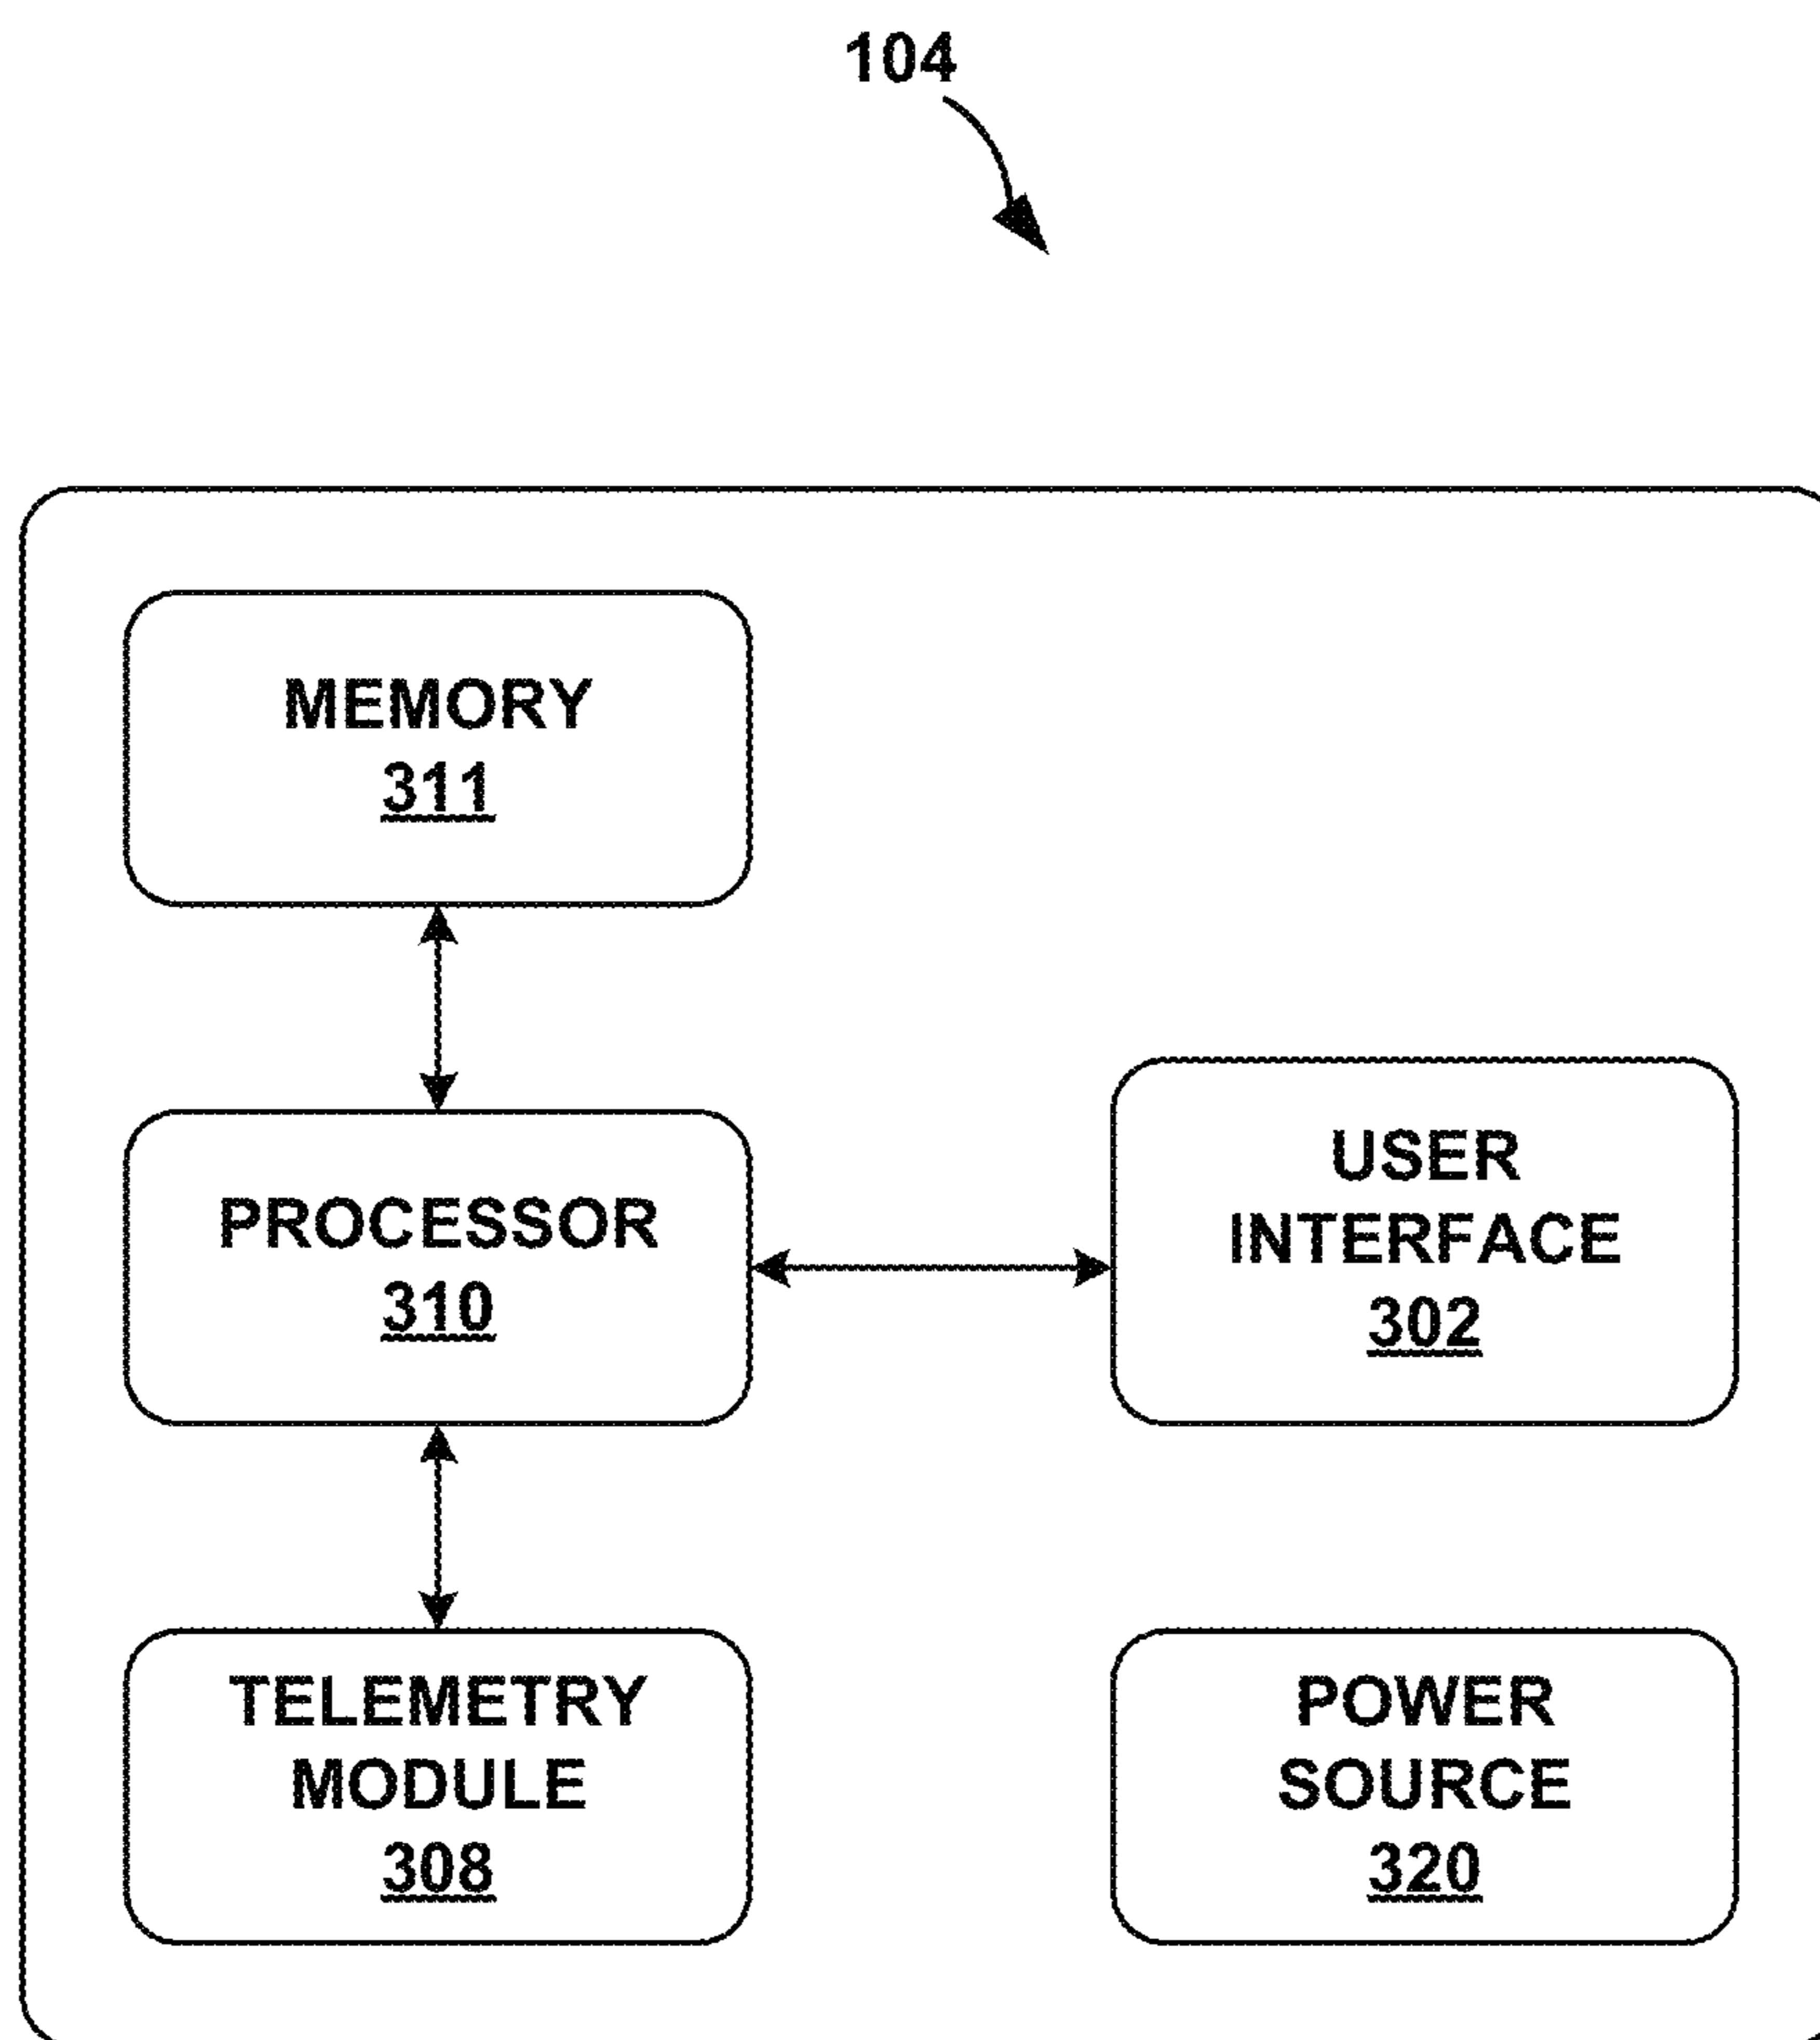 104
MEMORY
311
PROCESSOR
310
USER
INTERFACE
302
TELEMETRY
MODULE
308
POWER
SOURCE
320